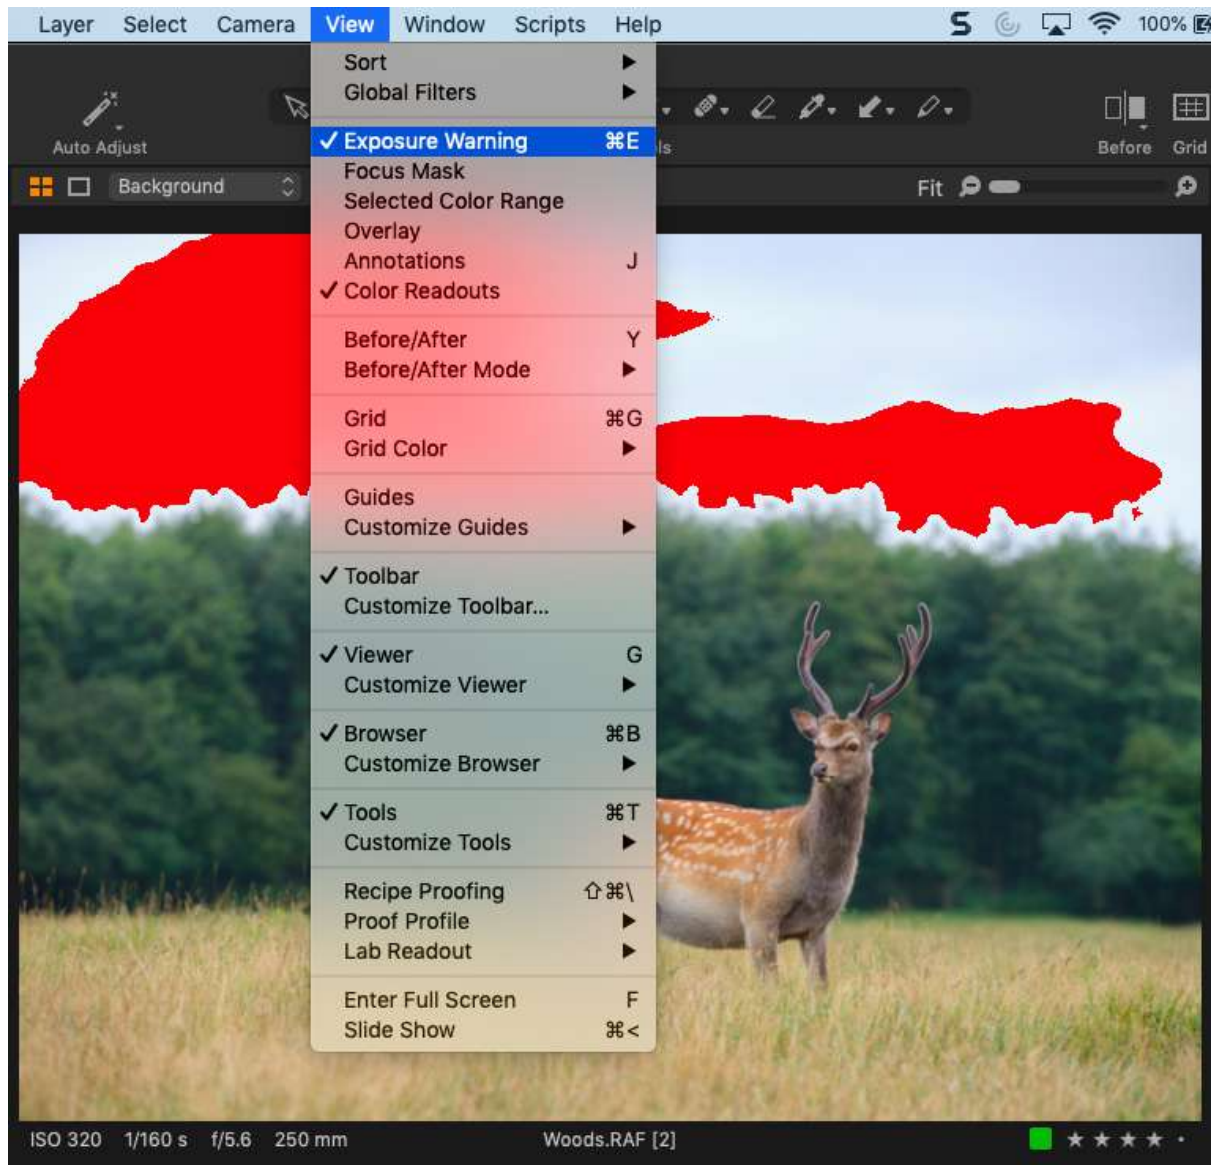 Layer Select Camera View Window Scripts Help 100%
Sort
Global Filters
Auto Adjust
✓ Exposure Warning ⌘E
ls
Before Grid
Focus Mask
Background
Fit
Selected Color Range
Overlay
Annotations J
✓ Color Readouts
Before/After Y
Before/After Mode
Grid ⌘G
Grid Color
Guides
Customize Guides
✓ Toolbar
Customize Toolbar...
✓ Viewer G
Customize Viewer
✓ Browser ⌘B
Customize Browser
✓ Tools ⌘T
Customize Tools
Recipe Proofing ⇧⌘\
Proof Profile
Lab Readout
Enter Full Screen F
Slide Show ⌘<
ISO 320 1/160 s f/5.6 250 mm Woods.RAF [2]